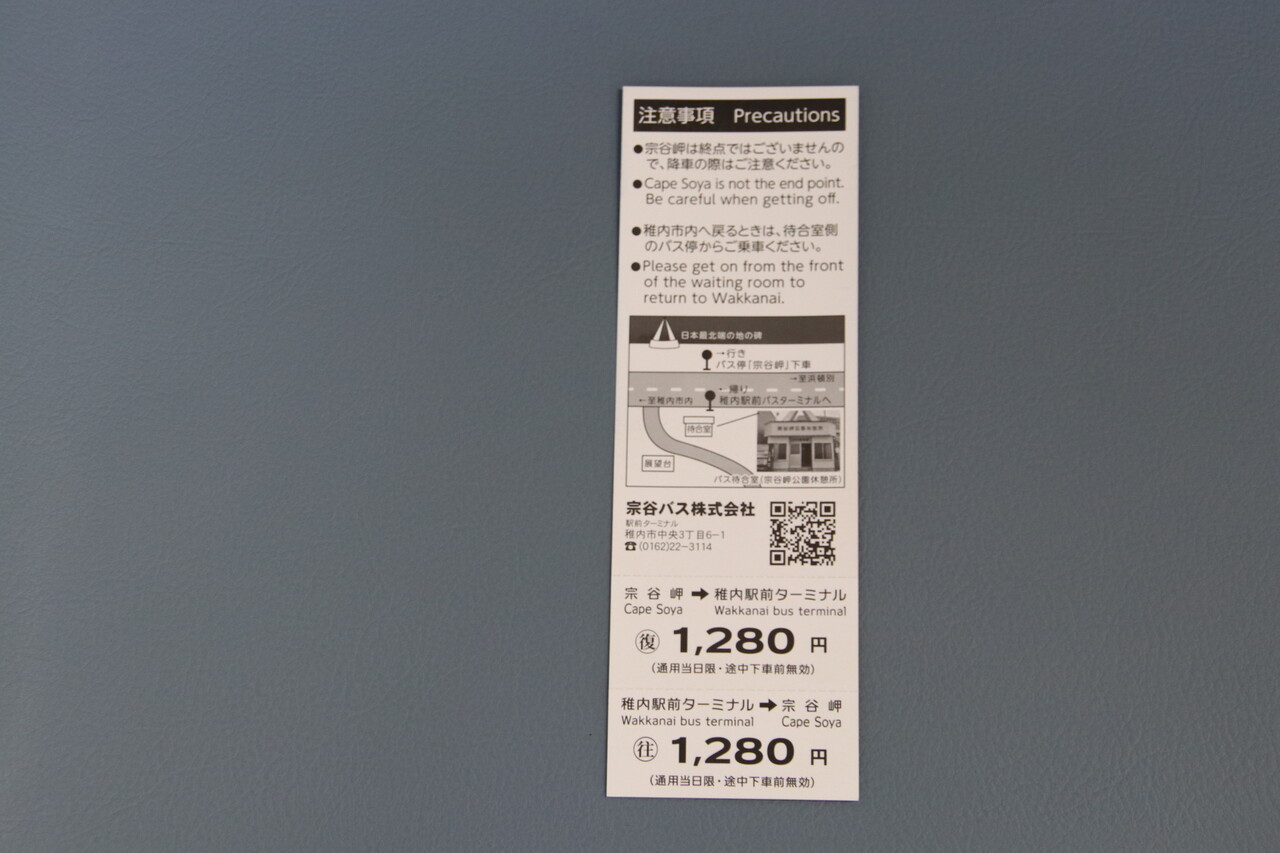 注意事項 Precautions
●宗谷岬は終点ではございませんの
で、降車の際はご注意ください。
●Cape Soya is not the end point.
Be careful when getting off.
●稚内市内へ戻るときは、待合室側
のバス停からご乗車ください。
●Please get on from the front
of the waiting room to
return to Wakkanai.
日本最北端の地の碑
→行き
バス停「宗谷岬」下車
→至浜頓別
←帰り
←至稚内市内
稚内駅前バスターミナルへ
待合室
展望台
バス待合室(宗谷岬公園休憩所)
宗谷バス株式会社
駅前ターミナル
稚内市中央3丁目6−1
☎(0162)22−3114
宗谷岬 ➡ 稚内駅前ターミナル
Cape Soya Wakkanai bus terminal
復 1,280 円
(通用当日限・途中下車前無効)
稚内駅前ターミナル ➡ 宗谷岬
Wakkanai bus terminal Cape Soya
往 1,280 円
(通用当日限・途中下車前無効)